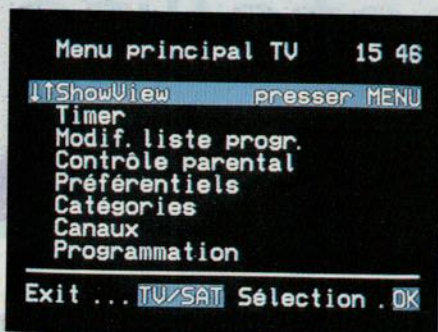 Menu principal TV 15 46
↓↑ShowView presser MENU
Timer
Modif. liste progr.
Contrôle parental
Préférentiels
Catégories
Canaux
Programmation
Exit ... TV/SAT Sélection . OK